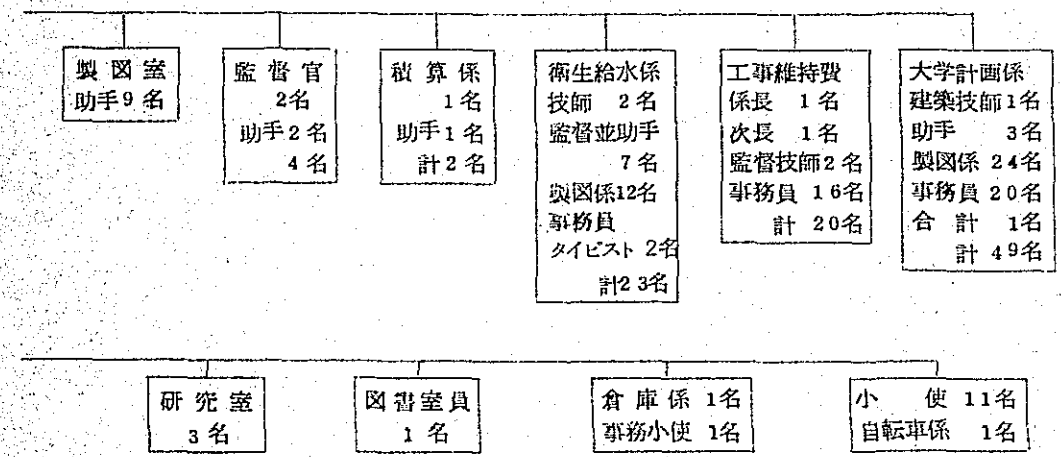 製図室
助手9名
監督官
2名
助手2名
4名
積算係
1名
助手1名
計2名
衛生給水係
技師 2名
監督並助手
7名
製図係12名
事務員
タイピスト 2名
計23名
工事維持費
係長 1名
次長 1名
監督技師2名
事務員 16名
計 20名
大学計画係
建築技師1名
助手 3名
製図係 24名
事務員 20名
合計 1名
計 49名
研究室
3名
図書室員
1名
倉庫係 1名
事務小使 1名
小使 11名
自転車係 1名